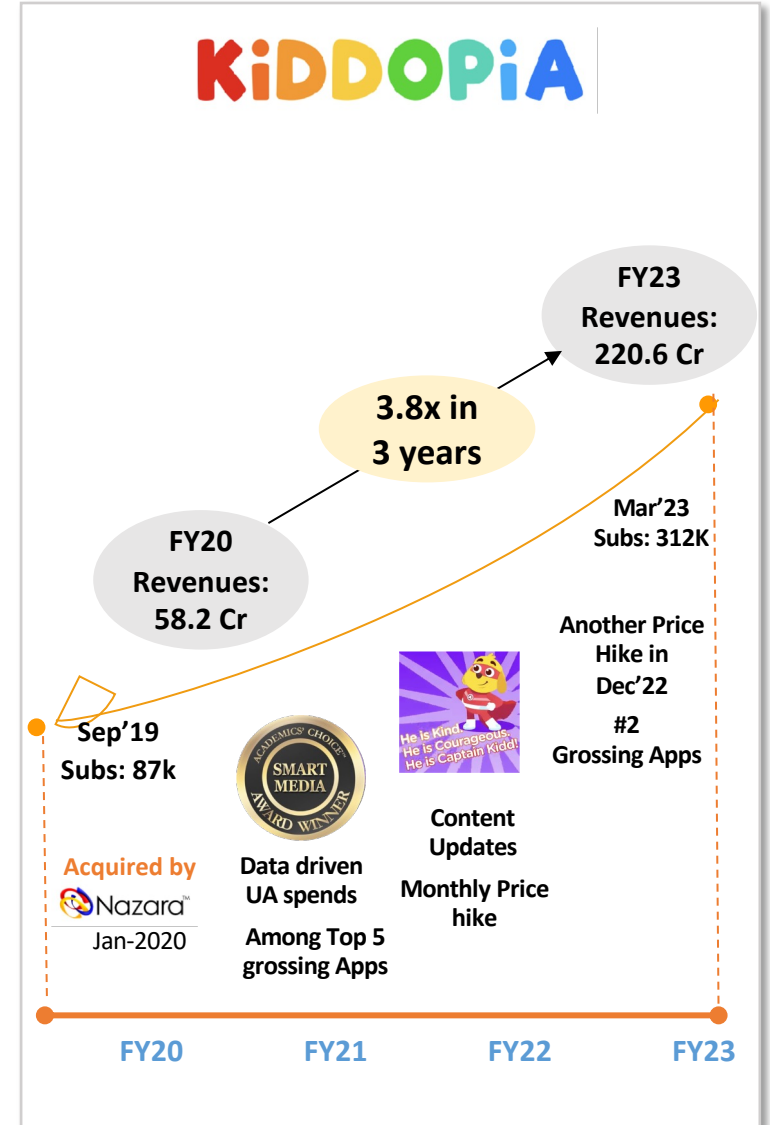 KiDDOPiA
FY23
Revenues:
220.6 Cr
3.8x in
3 years
FY20
Revenues:
58.2 Cr
Mar’23
Subs: 312K
Another Price
Hike in
Dec’22
#2
Grossing Apps
Sep’19
Subs: 87k
Acquired by
Nazara™
Jan-2020
ACADEMICS' CHOICE™
SMART
MEDIA
AWARD WINNER
Data driven
UA spends
Among Top 5
grossing Apps
He is Kind.
He is Courageous.
He is Captain Kidd!
Content
Updates
Monthly Price
hike
FY20
FY21
FY22
FY23